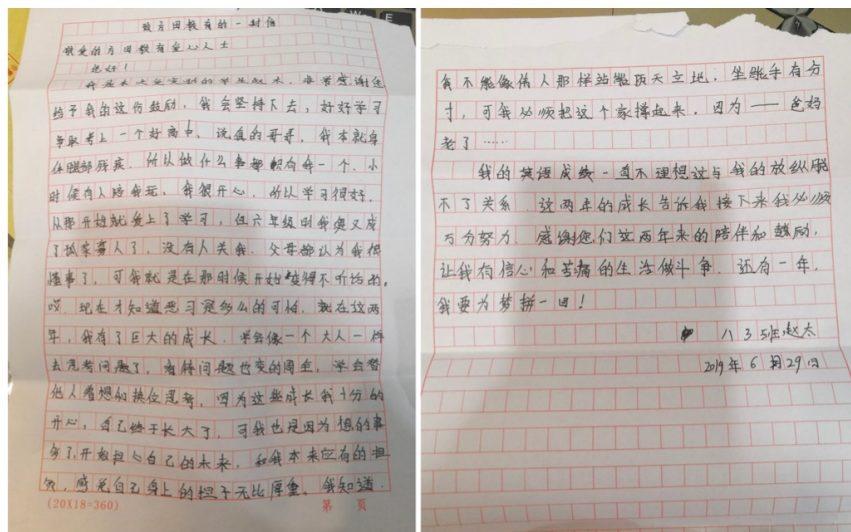 致方田教育的一封信
敬爱的方田教育爱心人士
您好！
给予我的这份鼓励，我会坚持下去，好好学习
争取考上一个好高中、说真的哥哥，我本就身
体腿部残疾．所以做什么事都 我一个．小
时候有人陪我玩，我很开心，所以学习很好．
从那开始就爱上了学习，但六年级时我便又成
了孤家寡人了，没有人关我．父母都认为我很
懂事了，可我就是在那时候开始变得不听话的，
哎．现在才知道恶习是多么的可怕．就在这两
年，我有了巨大的成长．学会像一个大人一样
去思考问题了，看待问题也变的周全，学会替
他人着想和换位思考，因为这些成长我十分的
开心，自己终于长大了，可我也是因为想的事
多了，开始担心自己的未来，和我本来应有的担
感觉自己身上的担子无比厚重、我知道
(20X18=360) 第 页
我不能像伟人那样站能顶天立地，坐能手有分
寸，可我必须把这个家撑起来，因为——爸妈
老了……
我的英语成绩一直不理想这与我的放纵脱
不了关系．这两年的成长告诉我接下来我必须
万分努力．感谢您们这两年来的陪伴和鼓励，
让我有信心和苦痛的生活做斗争．还有一年，
我要为梦拼一回！
八3班赵太
2019年6月29日